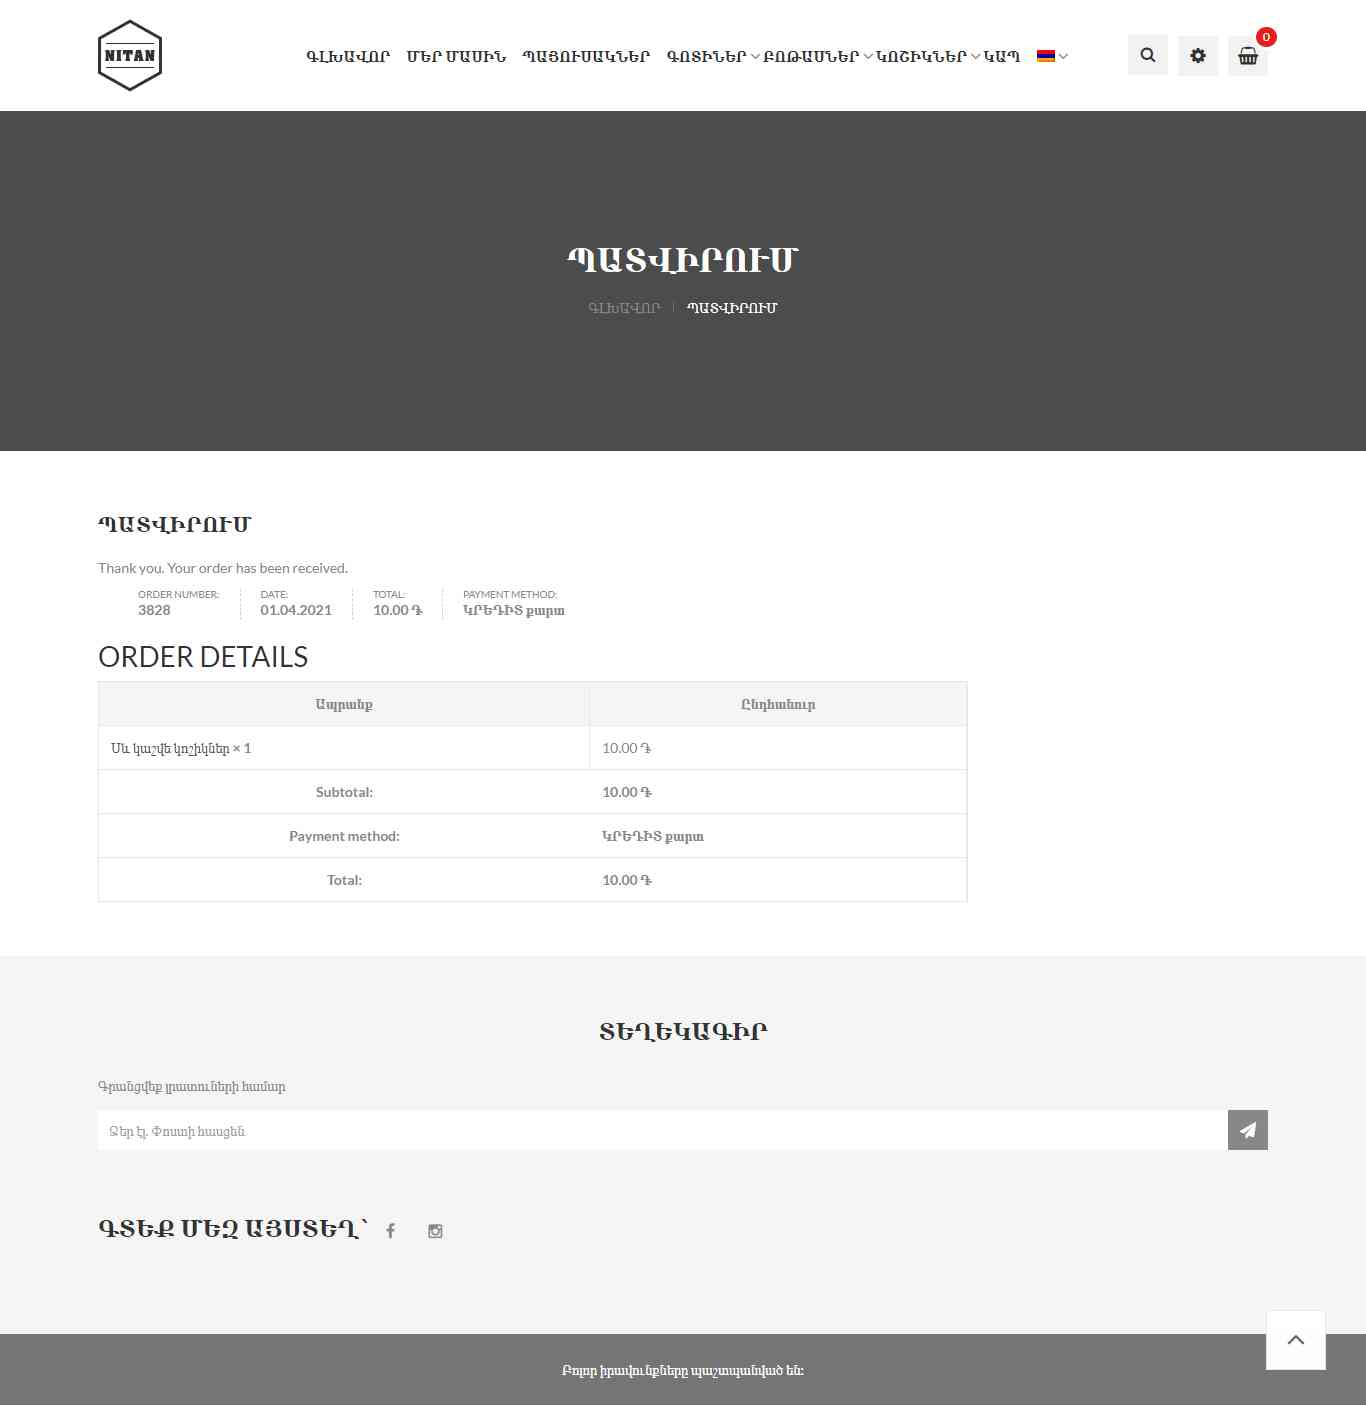 NITAN
ԳԼԽԱՎՈՐ ՄԵՐ ՄԱՍԻՆ ՊԱՅՈՒՍԱԿՆԵՐ ԳՈՏԻՆԵՐ ԲՈԹԱՍՆԵՐ ԿՈՇԻԿՆԵՐ ԿԱՊ 0
ՊԱՏՎԻՐՈՒՄ
ԳԼԽԱՎՈՐ ՊԱՏՎԻՐՈՒՄ
ՊԱՏՎԻՐՈՒՄ
Thank you. Your order has been received.
ORDER NUMBER: DATE: TOTAL: PAYMENT METHOD:
3828 01.04.2021 10.00 Դ ԿՐԵԴԻՏ քարտ
ORDER DETAILS
Ապրանք Ընդհանուր
Սև կաշվե կոշիկներ × 1 10.00 Դ
Subtotal: 10.00 Դ
Payment method: ԿՐԵԴԻՏ քարտ
Total: 10.00 Դ
ՏԵՂԵԿԱԳԻՐ
Գրանցվեք լրատուների համար
Ձեր էլ. Փոստի հասցեն
ԳՏԵՔ ՄԵԶ ԱՅՍՏԵՂ՝
Բոլոր իրավունքները պաշտպանված են: